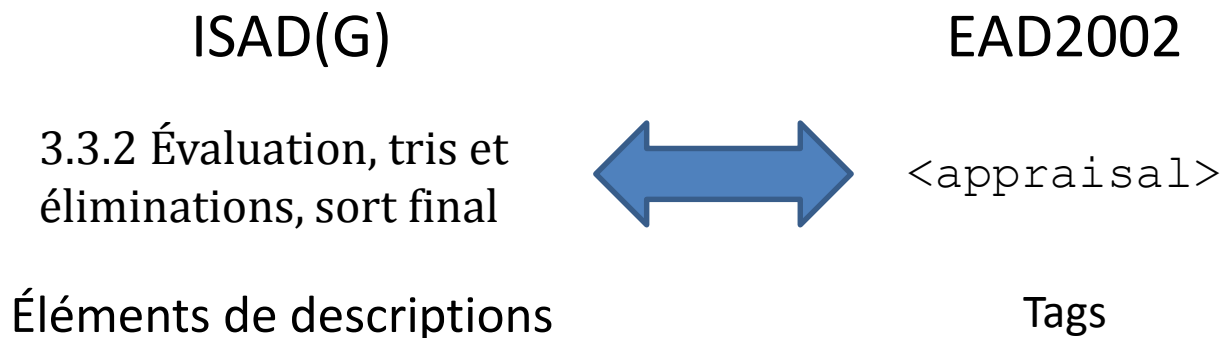 ISAD(G)
EAD2002
3.3.2 Évaluation, tris et
éliminations, sort final
<appraisal>
Éléments de descriptions
Tags